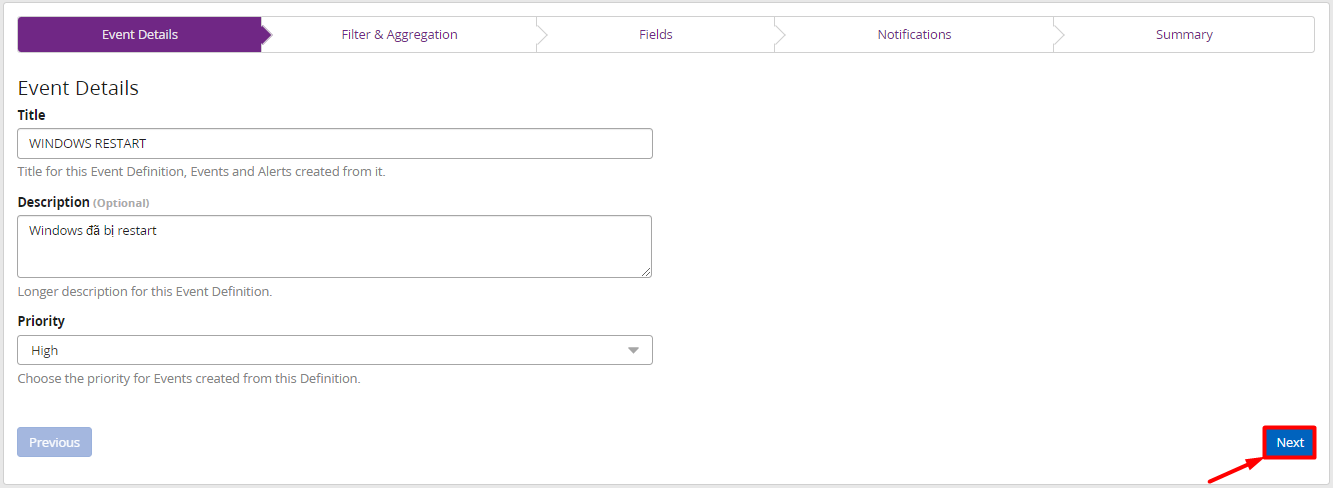 Event Details
Filter & Aggregation
Fields
Notifications
Summary
Event Details
Title
WINDOWS RESTART
Title for this Event Definition, Events and Alerts created from it.
Description (Optional)
Windows đã bị restart
Longer description for this Event Definition.
Priority
High
Choose the priority for Events created from this Definition.
Previous
Next